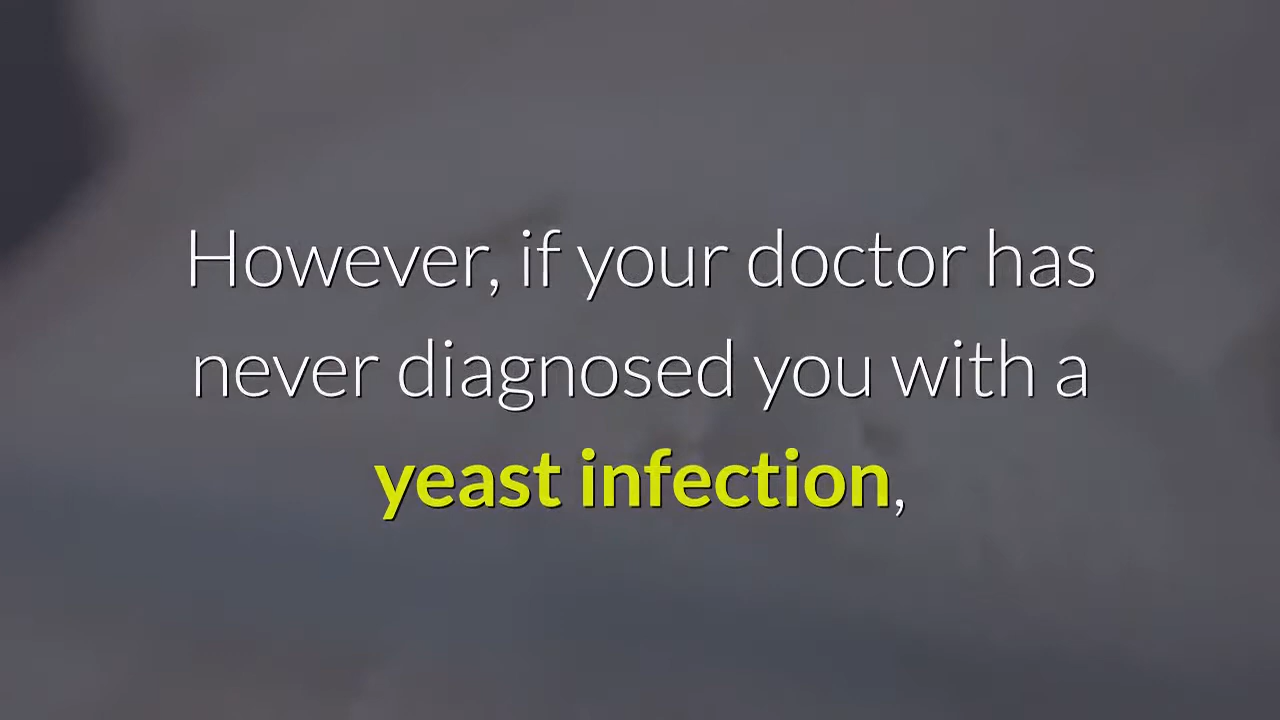 However, if your doctor has
never diagnosed you with a
yeast infection,